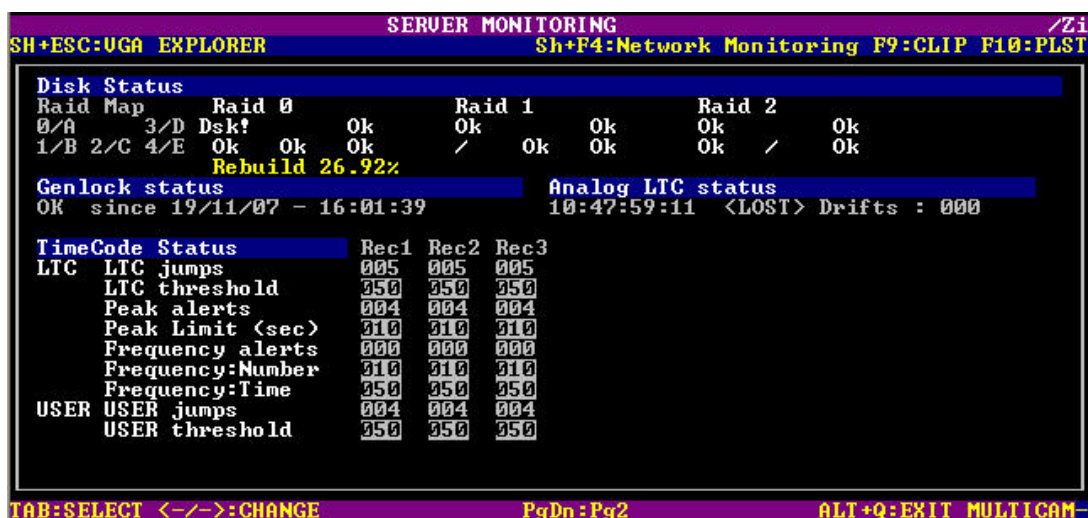 SERVER MONITORING /Zi
SH+ESC:VGA EXPLORER Sh+F4:Network Monitoring F9:CLIP F10:PLST
Disk Status
Raid Map Raid 0 Raid 1 Raid 2
0/A 3/D Dsk! Ok Ok Ok Ok Ok
1/B 2/C 4/E Ok Ok Ok / Ok Ok Ok / Ok
Rebuild 26.92%
Genlock status Analog LTC status
OK since 19/11/07 - 16:01:39 10:47:59:11 <LOST> Drifts : 000
TimeCode Status Rec1 Rec2 Rec3
LTC LTC jumps 005 005 005
LTC threshold 050 050 050
Peak alerts 004 004 004
Peak Limit (sec) 010 010 010
Frequency alerts 000 000 000
Frequency:Number 010 010 010
Frequency:Time 050 050 050
USER USER jumps 004 004 004
USER threshold 050 050 050
TAB:SELECT <-/->:CHANGE PgDn:Pg2 ALT+Q:EXIT MULTICAM-